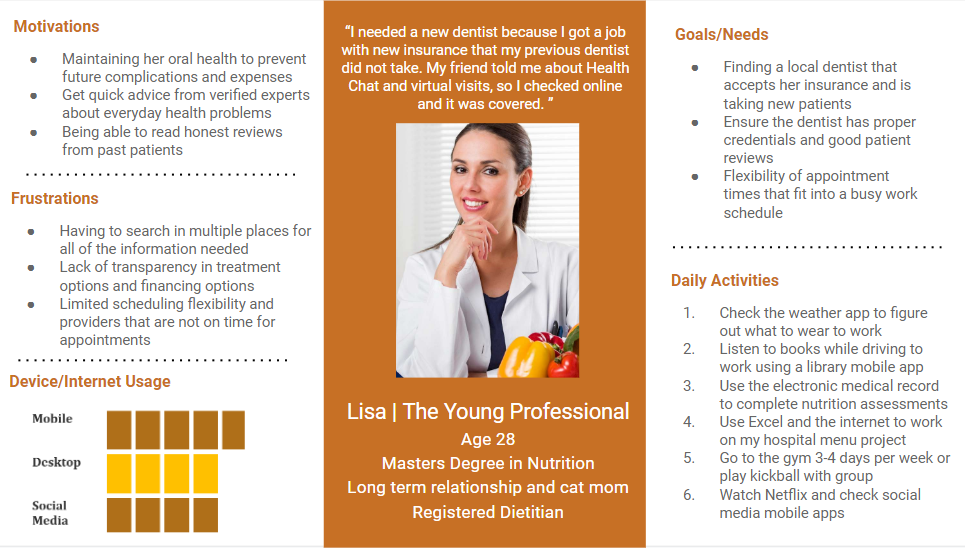 Motivations
● Maintaining her oral health to prevent
future complications and expenses
● Get quick advice from verified experts
about everyday health problems
● Being able to read honest reviews
from past patients
Frustrations
● Having to search in multiple places for
all of the information needed
● Lack of transparency in treatment
options and financing options
● Limited scheduling flexibility and
providers that are not on time for
appointments
Device/Internet Usage
Mobile
Desktop
Social
Media
“I needed a new dentist because I got a job
with new insurance that my previous dentist
did not take. My friend told me about Health
Chat and virtual visits, so I checked online
and it was covered. ”
Lisa | The Young Professional
Age 28
Masters Degree in Nutrition
Long term relationship and cat mom
Registered Dietitian
Goals/Needs
● Finding a local dentist that
accepts her insurance and is
taking new patients
● Ensure the dentist has proper
credentials and good patient
reviews
● Flexibility of appointment
times that fit into a busy work
schedule
Daily Activities
1. Check the weather app to figure
out what to wear to work
2. Listen to books while driving to
work using a library mobile app
3. Use the electronic medical record
to complete nutrition assessments
4. Use Excel and the internet to work
on my hospital menu project
5. Go to the gym 3-4 days per week or
play kickball with group
6. Watch Netflix and check social
media mobile apps